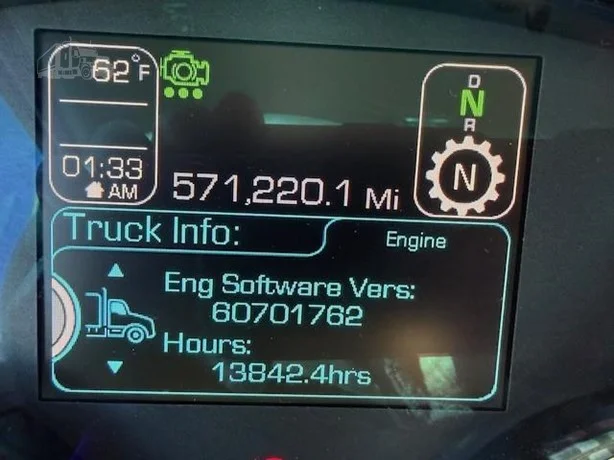 62°F
01:33
AM
571,220.1 Mi
D
N
R
N
Truck Info:
Engine
Eng Software Vers:
60701762
Hours:
13842.4hrs